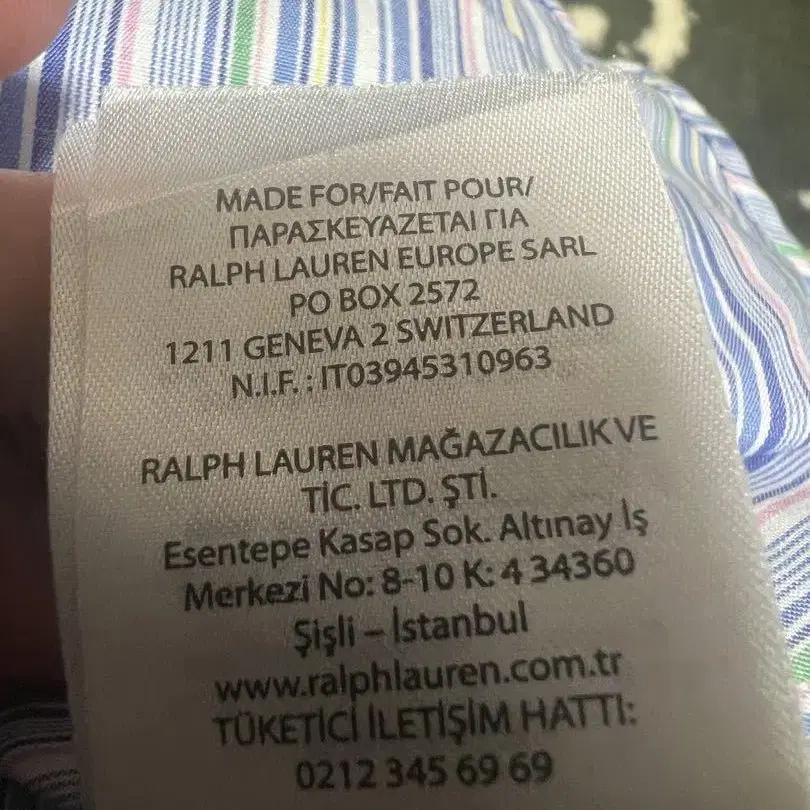 MADE FOR/FAIT POUR/
ΠΑΡΑΣΚΕΥΑΖΕΤΑΙ ΓΙΑ
RALPH LAUREN EUROPE SARL
PO BOX 2572
1211 GENEVA 2 SWITZERLAND
N.I.F. : IT03945310963
RALPH LAUREN MAĞAZACILIK VE
TİC. LTD. ŞTİ.
Esentepe Kasap Sok. Altınay İş
Merkezi No: 8-10 K: 4 34360
Şişli – İstanbul
www.ralphlauren.com.tr
TÜKETİCİ İLETİŞİM HATTI:
0212 345 69 69